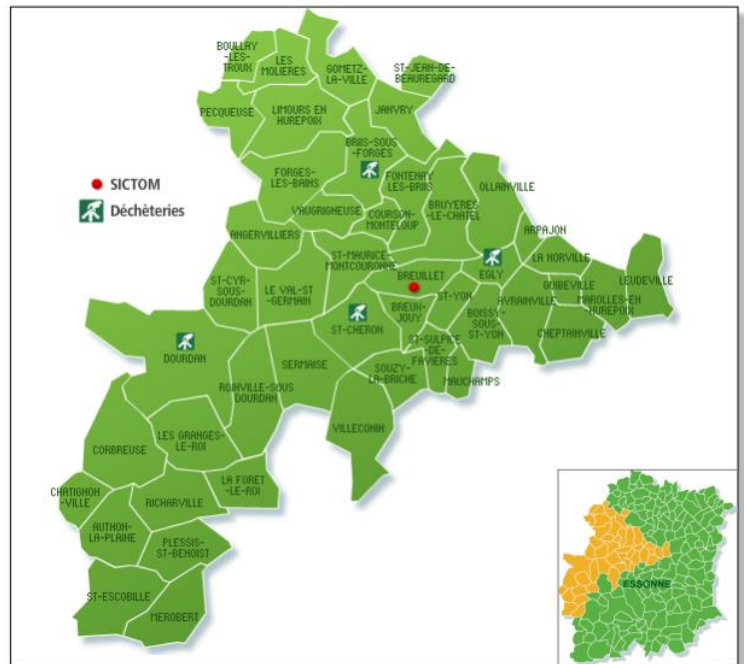 BOULLAY
-LES-
TROUX
LES
MOLIERES
GOMETZ-
LA-VILLE
ST-JEAN-DE-
BEAUREGARD
PECQUEUSE
LIMOURS EN
HUREPOIX
JANVRY
BRIIS-SOUS
-FORGES
SICTOM
Déchèteries
FORGES
-LES-BAINS
FONTENAY
LES-BRIIS
OLLAINVILLE
VAUGRIGNEUSE
COURSON-
MONTELOUP
BRUYERES
-LE-CHATEL
ANGERVILLIERS
ARPAJON
ST-MAURICE-
MONTCOURONNE
LA NORVILLE
BREUILLET
EGLY
ST-CYR-
SOUS-
DOURDAN
LE VAL-ST
-GERMAIN
ST-YON
GUIBEVILLE
LEUDEVILLE
AVRAINVILLE
MAROLLES-EN
-HUREPOIX
BREUX-
JOUY
BOISSY-
SOUS-
ST-YON
ST-CHERON
CHEPTAINVILLE
ST-SULPICE
-DE-
FAVIERES
DOURDAN
SERMAISE
SOUZY-
LA-BRICHE
MAUCHAMPS
ROINVILLE-SOUS
DOURDAN
VILLECONIN
LES GRANGES-
LE-ROI
CORBREUSE
LA FORET
-LE-ROI
CHATIGNON
-VILLE
RICHARVILLE
AUTHON
-LA-PLAINE
PLESSIS-
ST-BENOIST
ESSONNE
ST-ESCOBILLE
MEROBERT